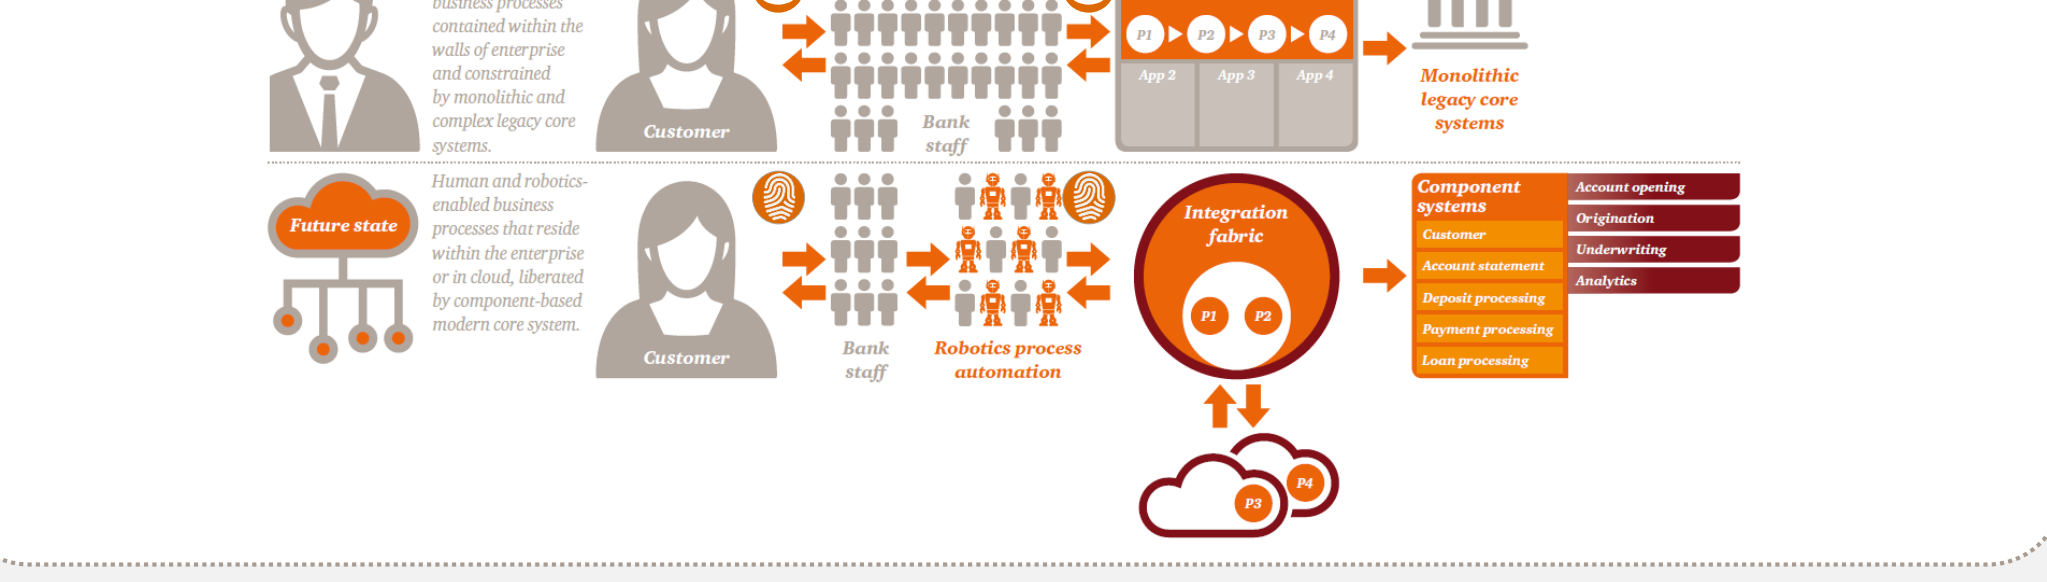 business processes
contained within the
walls of enterprise
and constrained
by monolithic and
complex legacy core
systems.
Customer
Bank
staff
P1
P2
P3
P4
App 2
App 3
App 4
Monolithic
legacy core
systems
Future state
Human and robotics-
enabled business
processes that reside
within the enterprise
or in cloud, liberated
by component-based
modern core system.
Customer
Bank
staff
Robotics process
automation
Integration
fabric
P1
P2
P3
P4
Component
systems
Customer
Account statement
Deposit processing
Payment processing
Loan processing
Account opening
Origination
Underwriting
Analytics